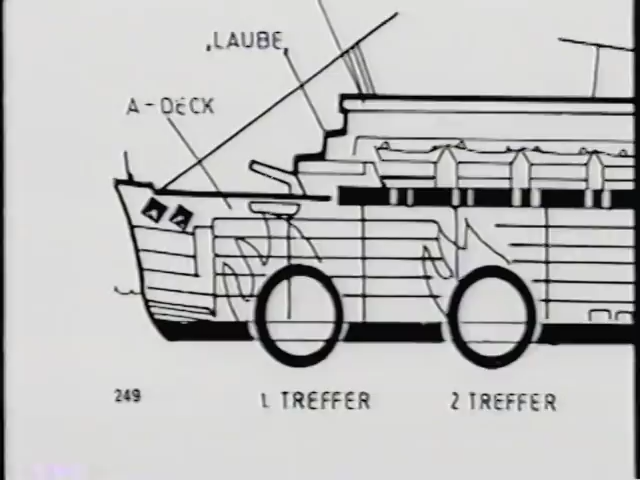 ‚LAUBE‚
A-DECK
249
1. TREFFER
2 TREFFER